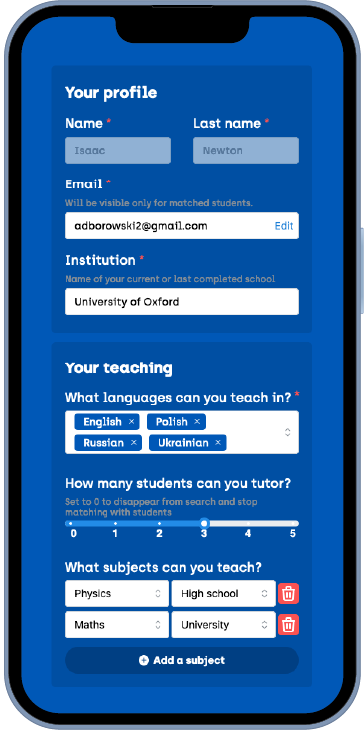 Your profile
Name * Last name *
Isaac Newton
Email *
Will be visible only for matched students.
adborowski2@gmail.com Edit
Institution *
Name of your current or last completed school
University of Oxford
Your teaching
What languages can you teach in? *
English × Polish ×
Russian × Ukrainian ×
How many students can you tutor?
Set to 0 to disappear from search and stop
matching with students
0 1 2 3 4 5
What subjects can you teach?
Physics High school
Maths University
Add a subject